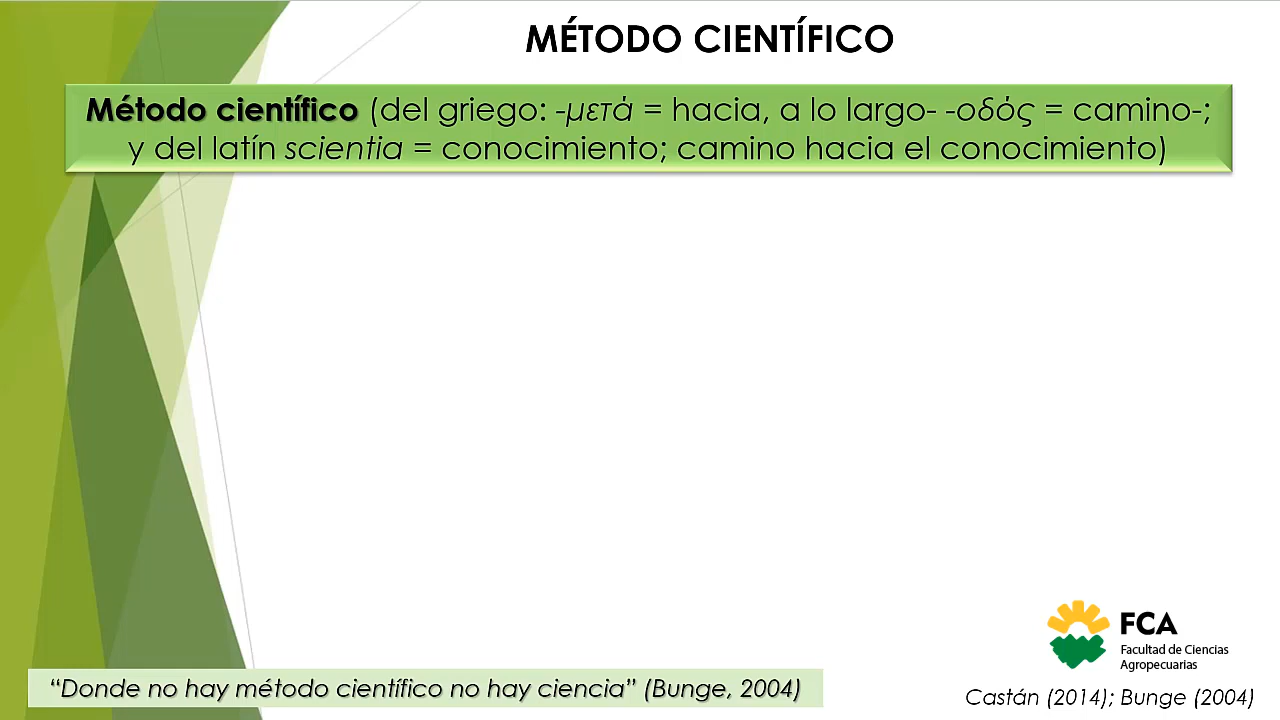 MÉTODO CIENTÍFICO
Método científico (del griego: -μετά = hacia, a lo largo- -οδός = camino-;
y del latín scientia = conocimiento; camino hacia el conocimiento)
FCA
Facultad de Ciencias
Agropecuarias
“Donde no hay método científico no hay ciencia” (Bunge, 2004)
Castán (2014); Bunge (2004)